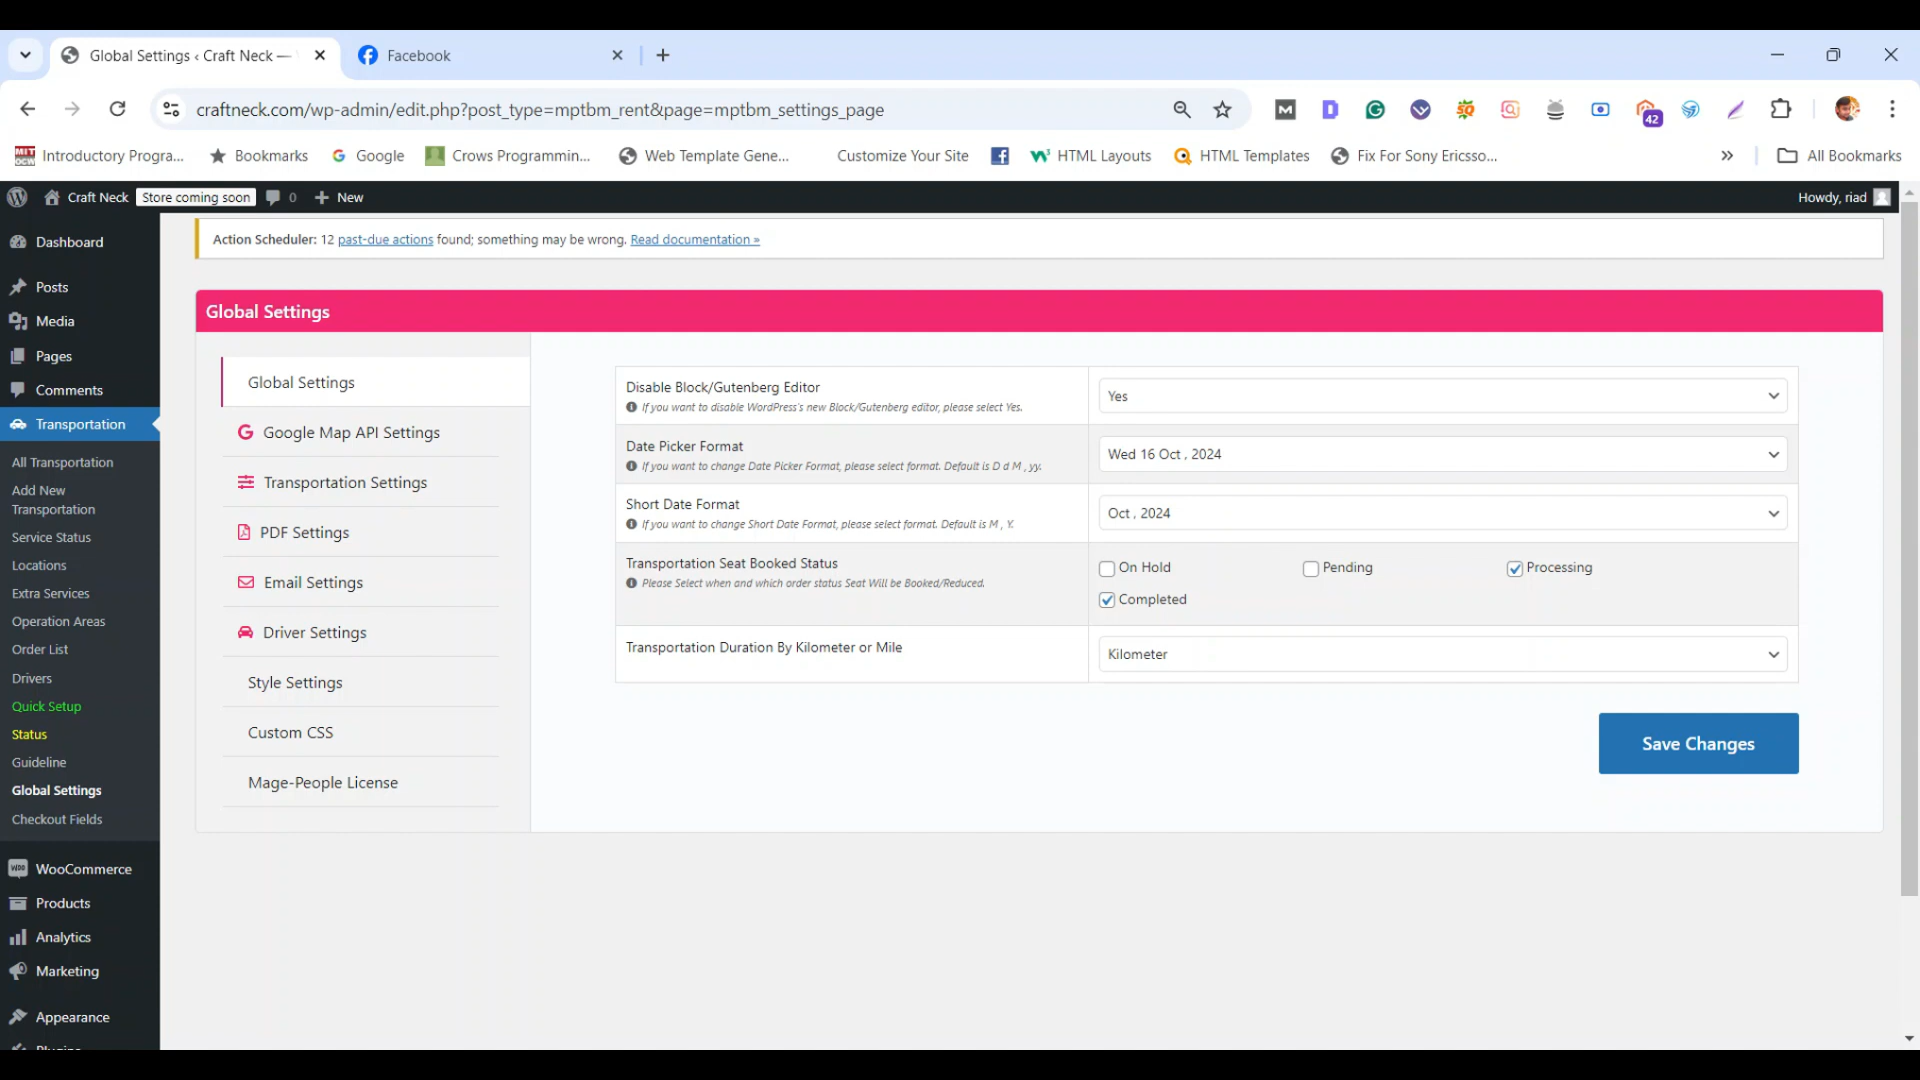 Global Settings ‹ Craft Neck —
Facebook
craftneck.com/wp-admin/edit.php?post_type=mptbm_rent&page=mptbm_settings_page
42
MIT OCW Introductory Progra...
Bookmarks
Google
Crows Programmin...
Web Template Gene...
Customize Your Site
HTML Layouts
HTML Templates
Fix For Sony Ericsso...
»
All Bookmarks
Craft Neck
Store coming soon
0
New
Howdy, riad
Dashboard
Posts
Media
Pages
Comments
Transportation
All Transportation
Add New
Transportation
Service Status
Locations
Extra Services
Operation Areas
Order List
Drivers
Quick Setup
Status
Guideline
Global Settings
Checkout Fields
WooCommerce
Products
Analytics
Marketing
Appearance
Action Scheduler: 12 past-due actions found; something may be wrong. Read documentation »
Global Settings
Global Settings
Google Map API Settings
Transportation Settings
PDF Settings
Email Settings
Driver Settings
Style Settings
Custom CSS
Mage-People License
Disable Block/Gutenberg Editor
If you want to disable WordPress's new Block/Gutenberg editor, please select Yes.
Yes
Date Picker Format
If you want to change Date Picker Format, please select format. Default is D d M , yy.
Wed 16 Oct , 2024
Short Date Format
If you want to change Short Date Format, please select format. Default is M , Y.
Oct , 2024
Transportation Seat Booked Status
Please Select when and which order status Seat Will be Booked/Reduced.
On Hold
Pending
Processing
Completed
Transportation Duration By Kilometer or Mile
Kilometer
Save Changes